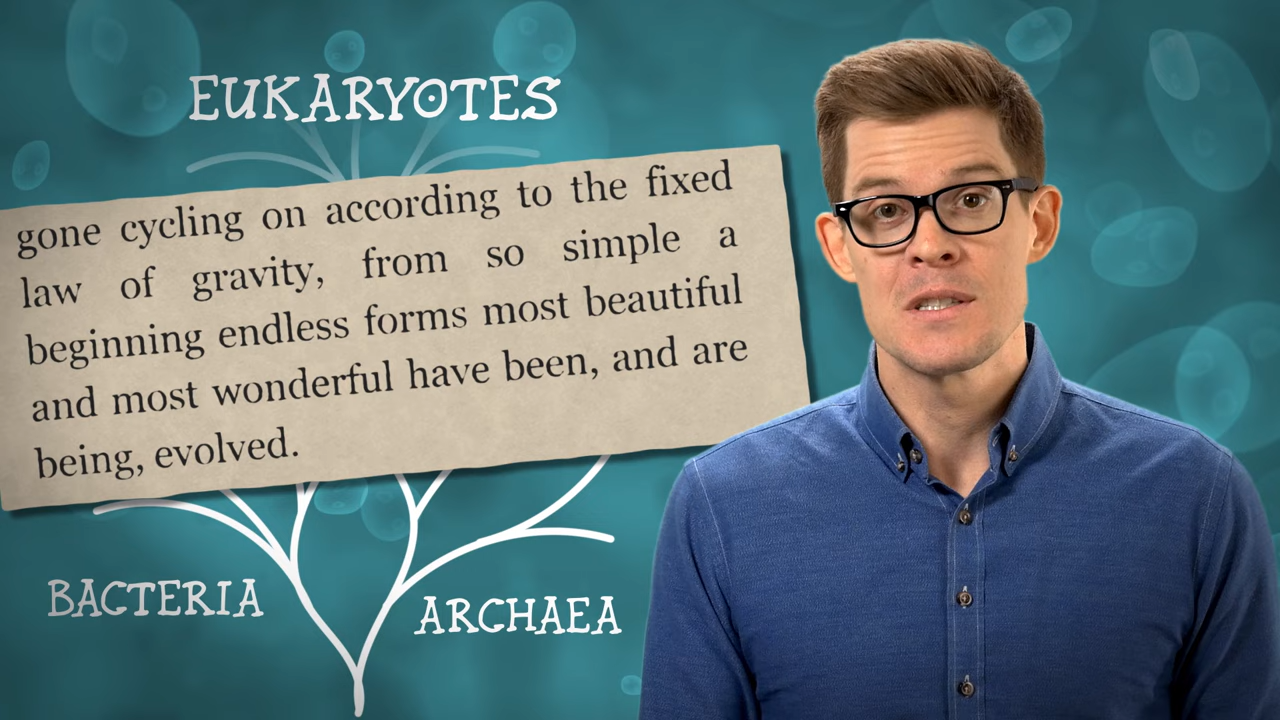 EUKARYOTES
gone cycling on according to the fixed
law of gravity, from so simple a
beginning endless forms most beautiful
and most wonderful have been, and are
being, evolved.
BACTERIA
ARCHAEA